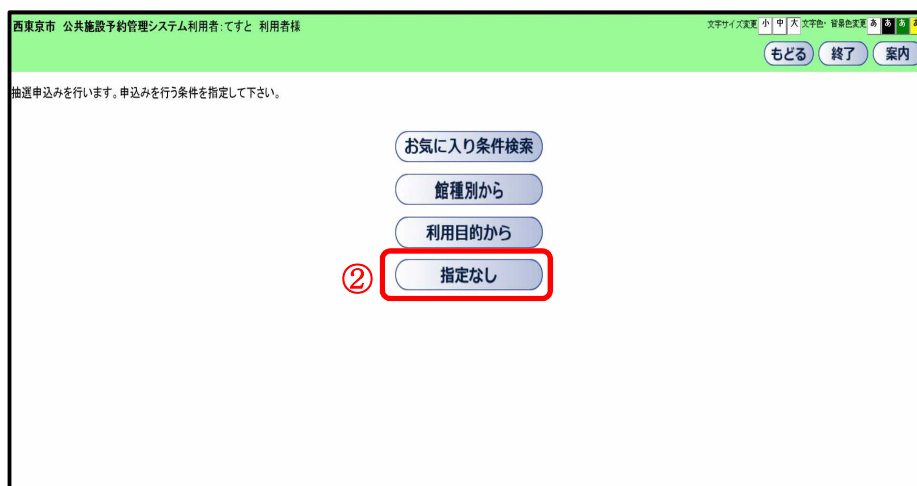 西東京市 公共施設予約管理システム利用者:てすと 利用者様
文字サイズ変更 小 中 大 文字色・背景色変更 あ あ あ あ
もどる 終了 案内
抽選申込みを行います。申込みを行う条件を指定して下さい。
お気に入り条件検索
館種別から
利用目的から
② 指定なし